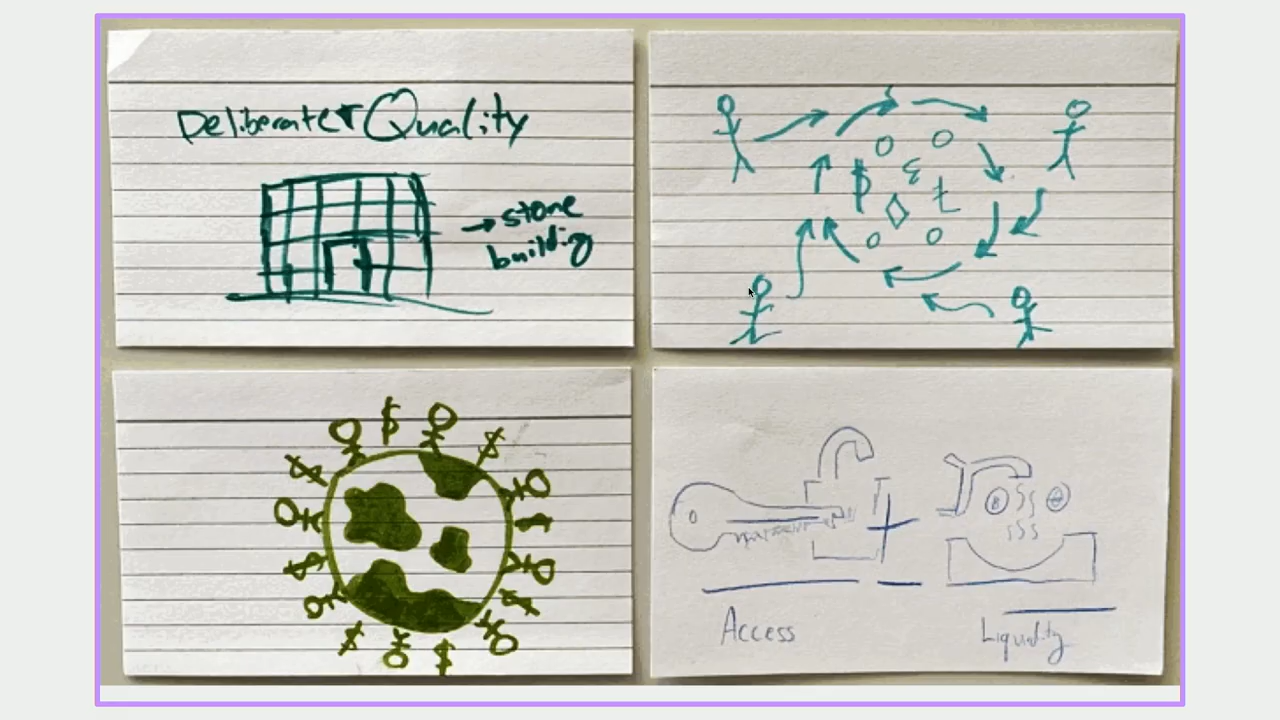 Deliberate + Quality
→ stone
building
$
Access
Liquidity